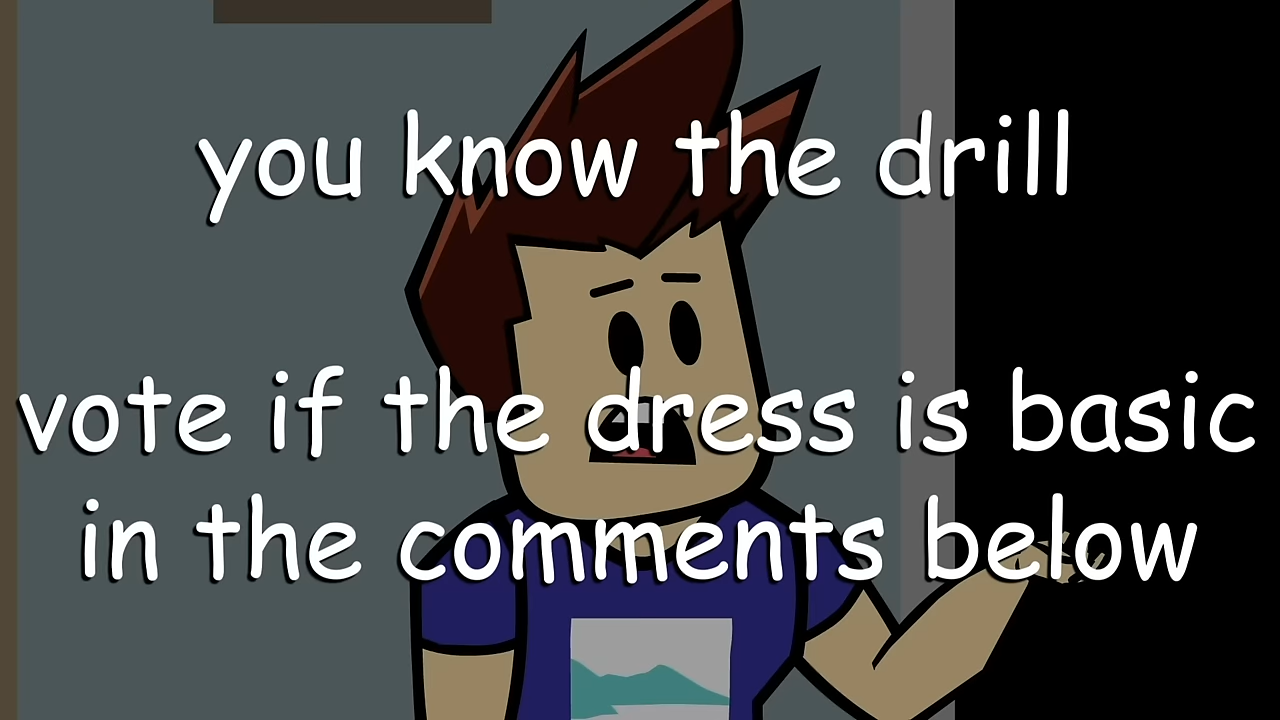 you know the drill
vote if the dress is basic
in the comments below